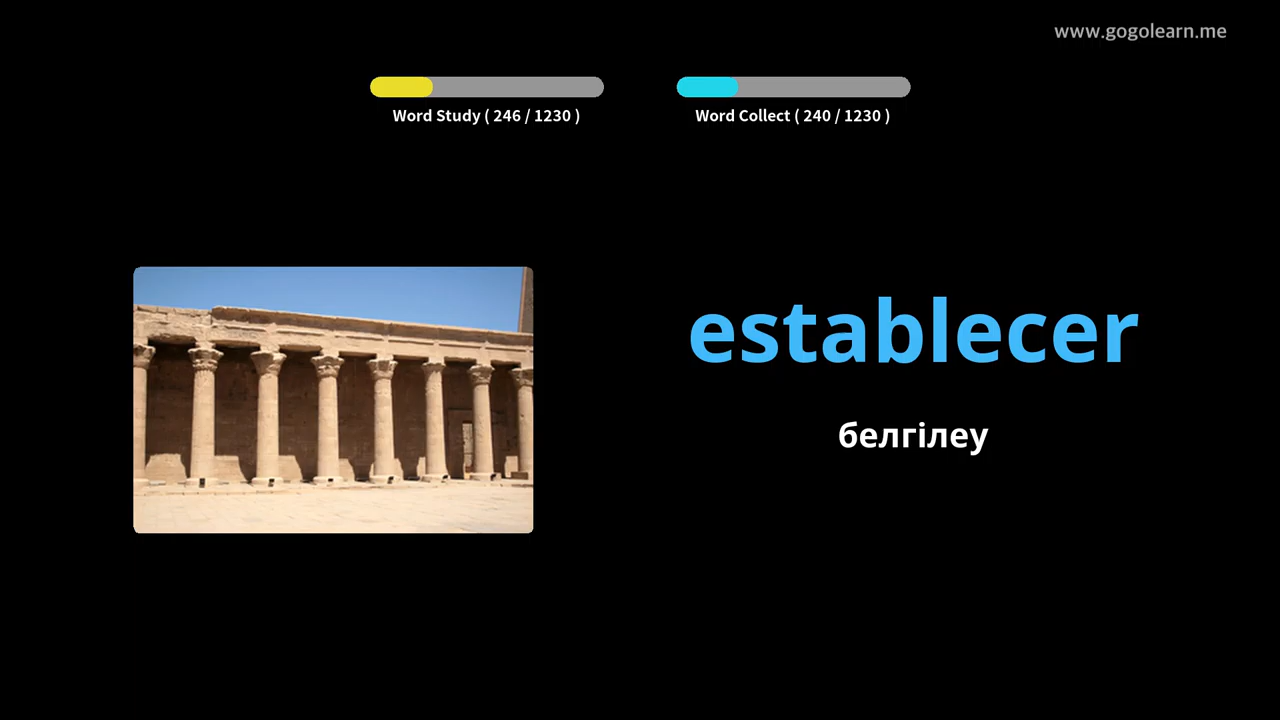 www.gogolearn.me
Word Study ( 246 / 1230 )
Word Collect ( 240 / 1230 )
establecer
белгілеу